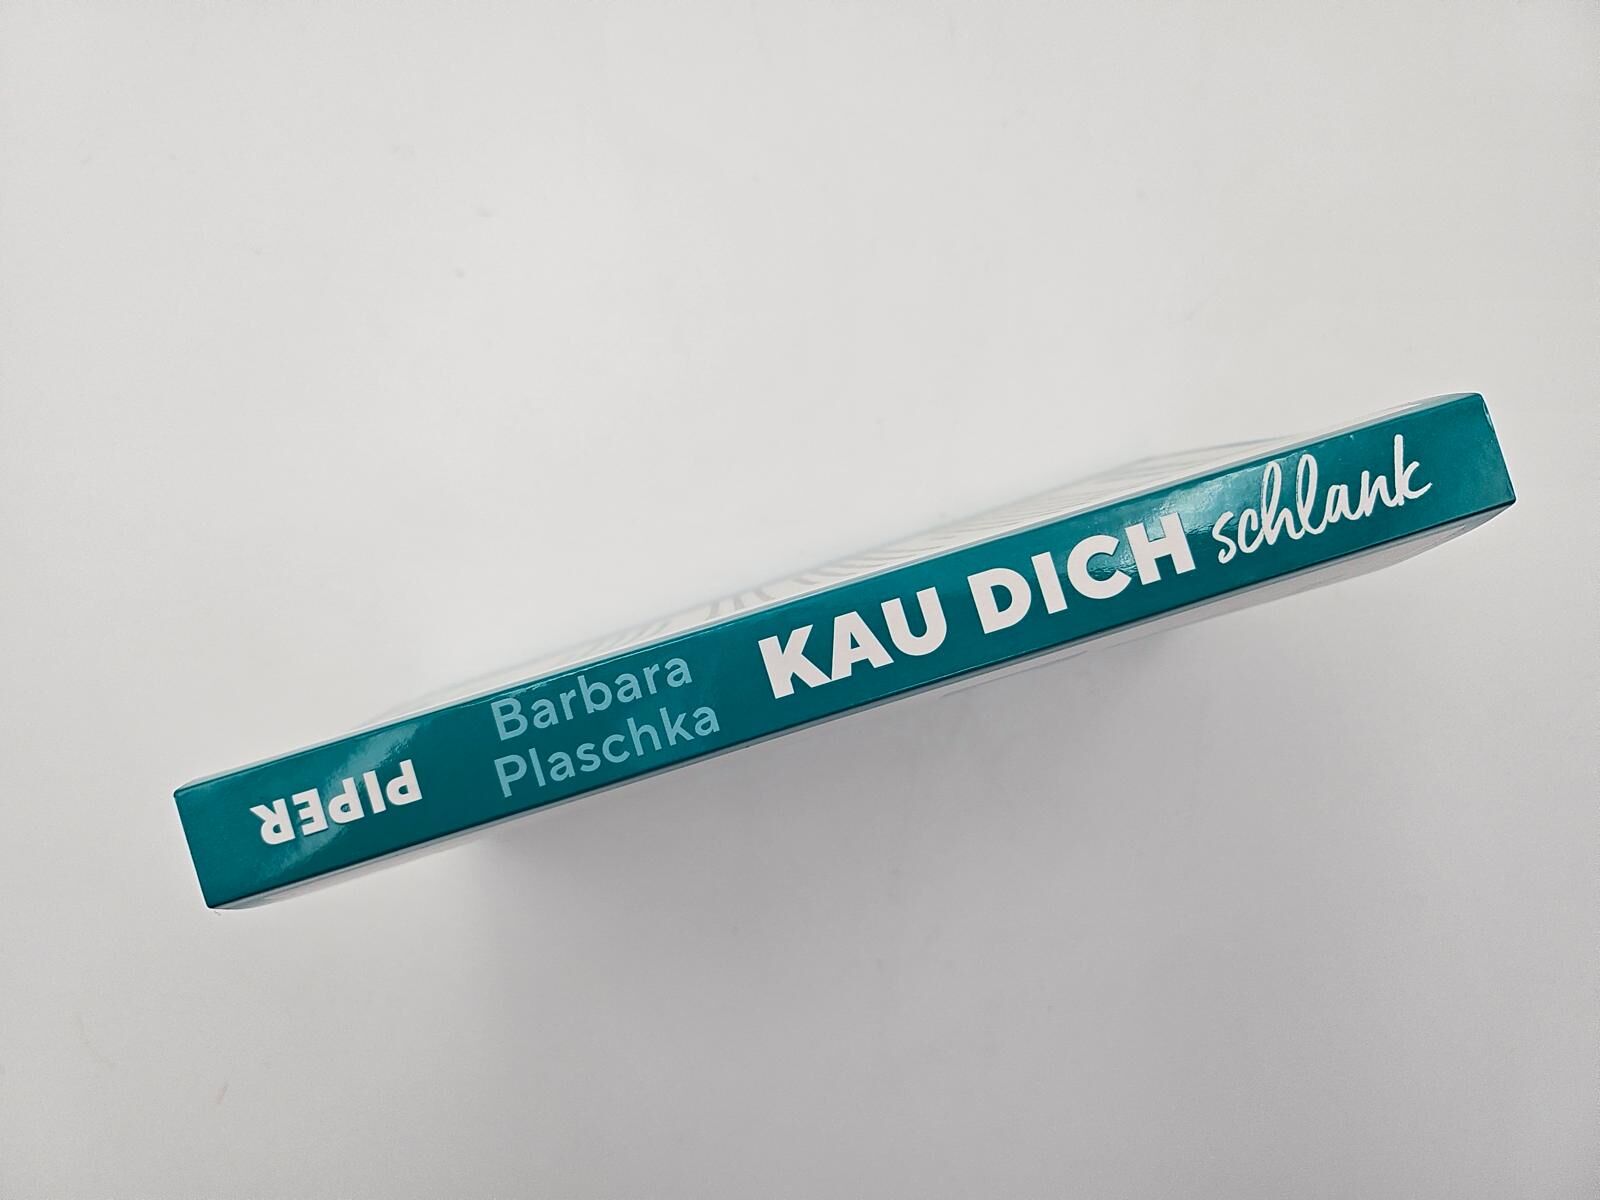 PIPER
Barbara
Plaschka
KAU DICH schlank